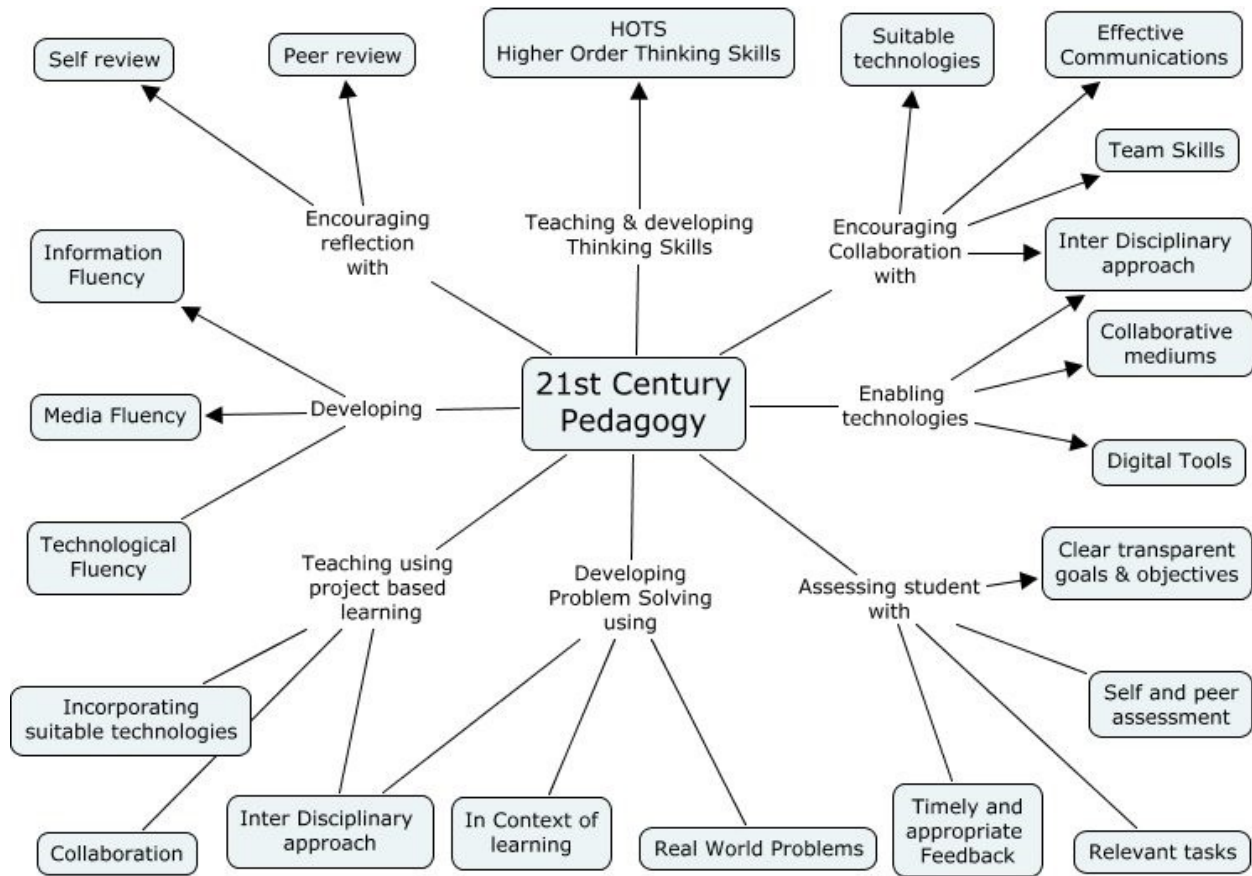 HOTS
Higher Order Thinking Skills
Suitable
technologies
Effective
Communications
Self review
Peer review
Team Skills
Encouraging
reflection
with
Teaching & developing
Thinking Skills
Encouraging
Collaboration
with
Information
Fluency
Inter Disciplinary
approach
Collaborative
mediums
21st Century
Pedagogy
Media Fluency
Developing
Enabling
technologies
Digital Tools
Technological
Fluency
Teaching using
project based
learning
Developing
Problem Solving
using
Assessing student
with
Clear transparent
goals & objectives
Incorporating
suitable technologies
Self and peer
assessment
Collaboration
Inter Disciplinary
approach
In Context of
learning
Real World Problems
Timely and
appropriate
Feedback
Relevant tasks